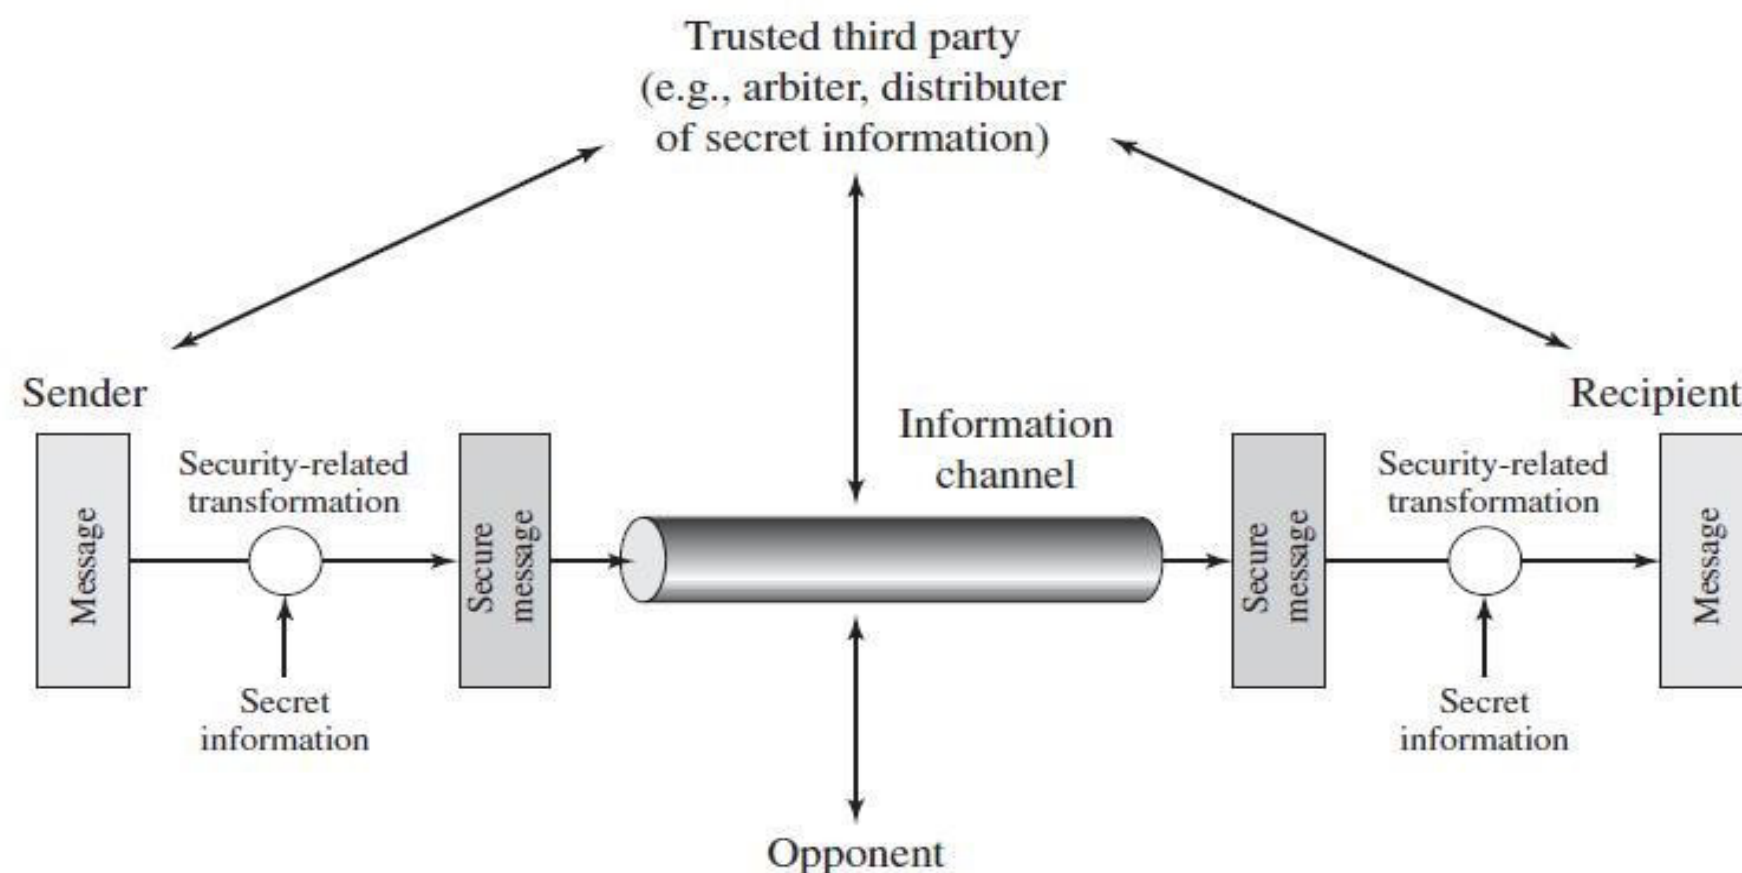 Trusted third party
(e.g., arbiter, distributer
of secret information)
Sender
Recipient
Information
channel
Security-related
transformation
Security-related
transformation
Message
Secure
message
Secure
message
Message
Secret
information
Secret
information
Opponent